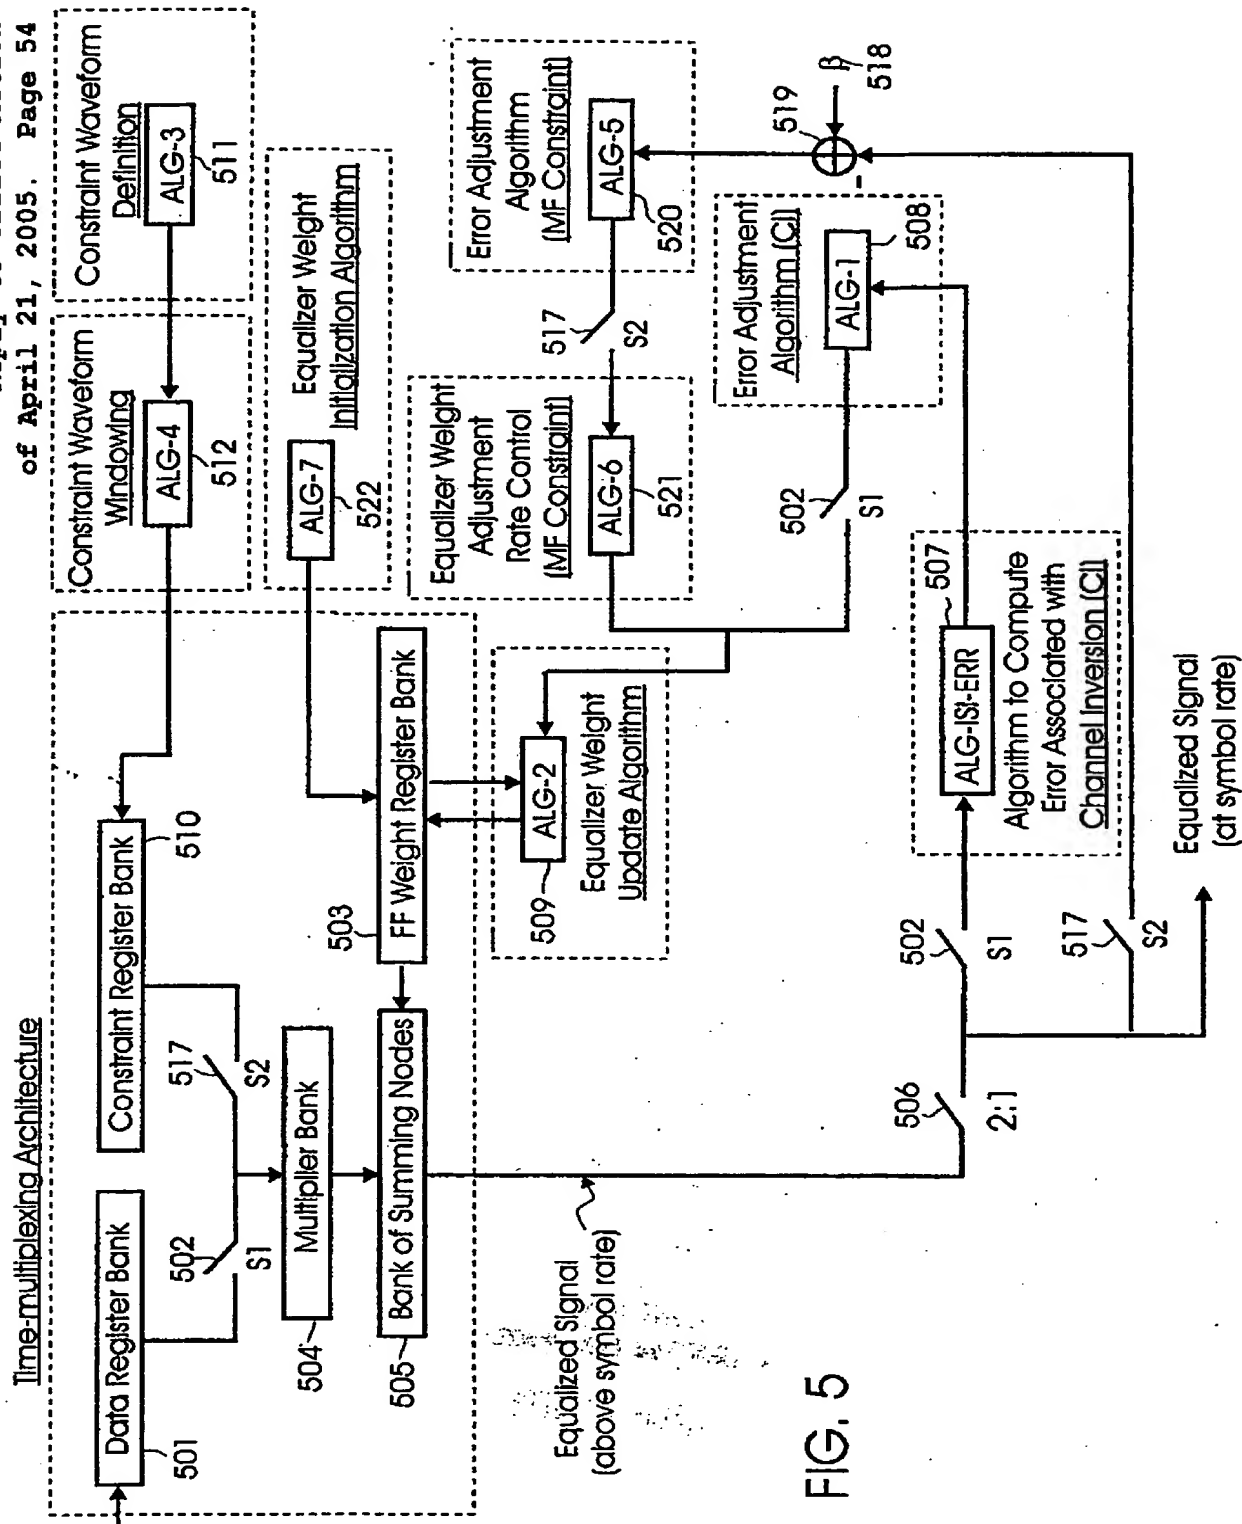 of April 21, 2005. Page 54
Time-multiplexing Architecture
Data Register Bank
501
Constraint Register Bank
510
502
S1
517
S2
Multiplier Bank
504
Bank of Summing Nodes
505
FF Weight Register Bank
503
Constraint Waveform
Windowing
ALG-4
512
Constraint Waveform
Definition
ALG-3
511
Equalizer Weight
Initialization Algorithm
ALG-7
522
ALG-2
509
Equalizer Weight
Update Algorithm
Equalizer Weight
Adjustment
Rate Control
(MF Constraint)
ALG-6
521
517
S2
Error Adjustment
Algorithm
(MF Constraint)
ALG-5
520
519
β
518
-
Error Adjustment
Algorithm (CI)
ALG-1
508
502
S1
507
ALG-ISI-ERR
Algorithm to Compute
Error Associated with
Channel Inversion (CI)
Equalized Signal
(above symbol rate)
506
2:1
502
S1
517
S2
Equalized Signal
(at symbol rate)
FIG. 5